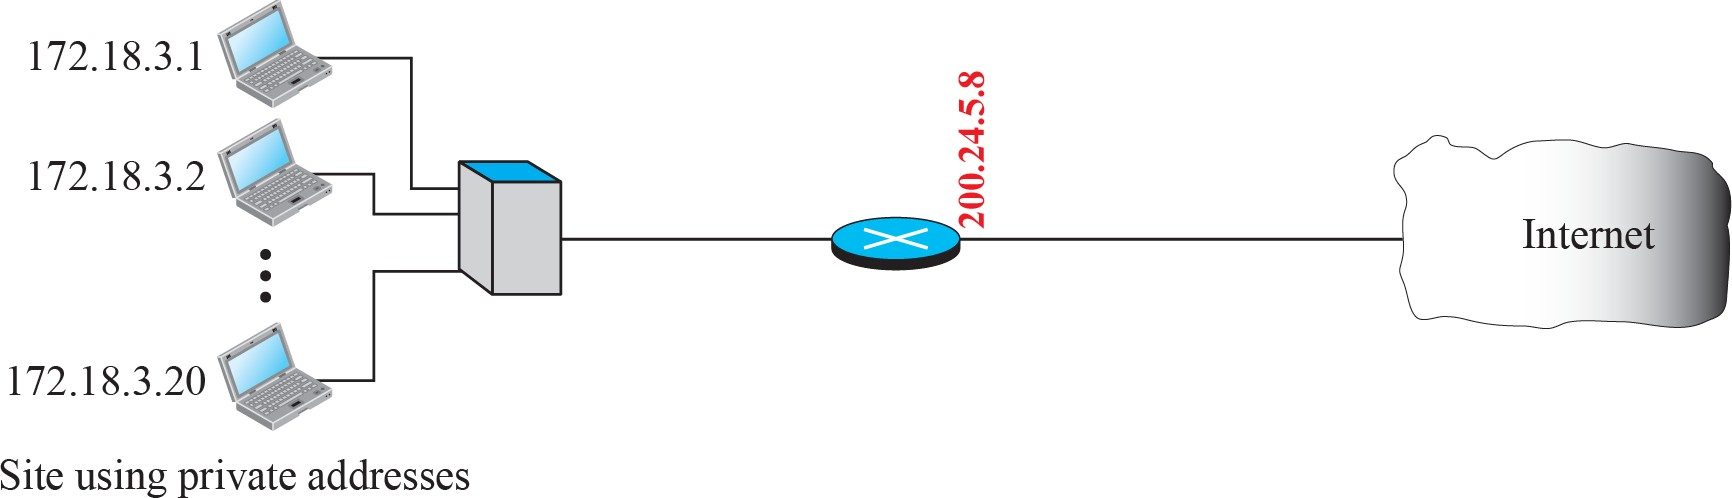 172.18.3.1
172.18.3.2
172.18.3.20
Site using private addresses
200.24.5.8
Internet